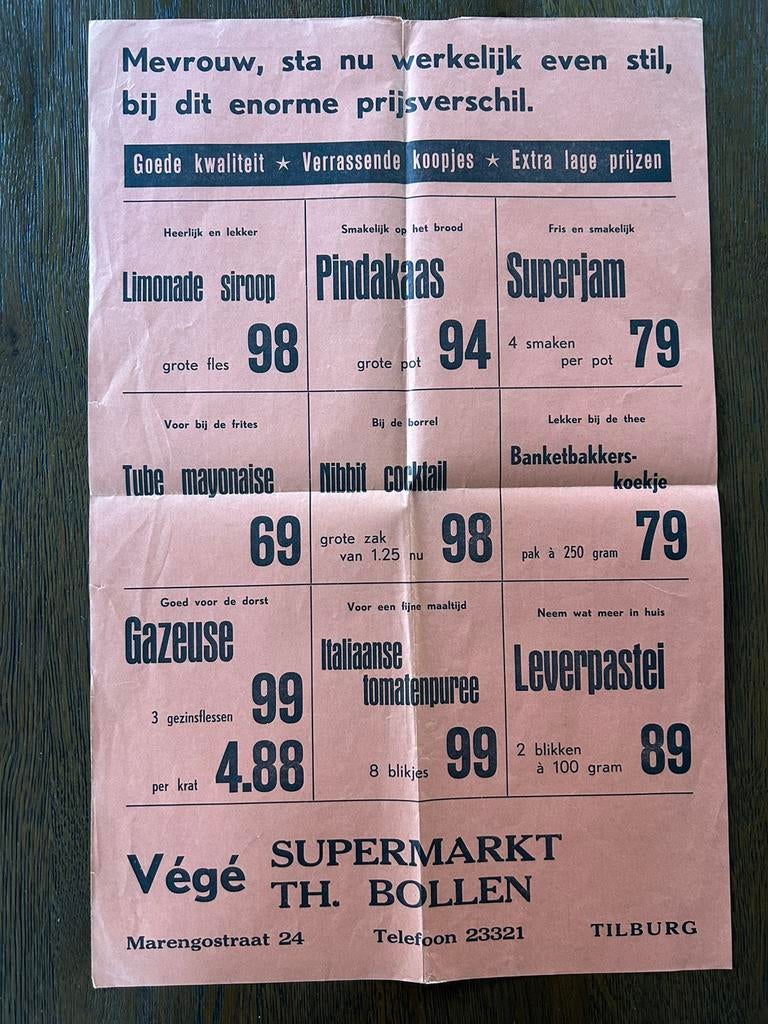 Mevrouw, sta nu werkelijk even stil,
bij dit enorme prijsverschil.
Goede kwaliteit ★ Verrassende koopjes ★ Extra lage prijzen
Heerlijk en lekker
Limonade siroop
grote fles 98
Smakelijk op het brood
Pindakaas
grote pot 94
Fris en smakelijk
Superjam
4 smaken
per pot 79
Voor bij de frites
Tube mayonaise
69
Bij de borrel
Nibbit cocktail
grote zak
van 1.25 nu 98
Lekker bij de thee
Banketbakkers-
koekje
pak à 250 gram 79
Goed voor de dorst
Gazeuse
3 gezinsflessen 99
per krat 4.88
Voor een fijne maaltijd
Italiaanse
tomatenpuree
8 blikjes 99
Neem wat meer in huis
Leverpastei
2 blikken
à 100 gram 89
Végé SUPERMARKT
TH. BOLLEN
Marengostraat 24 Telefoon 23321 TILBURG